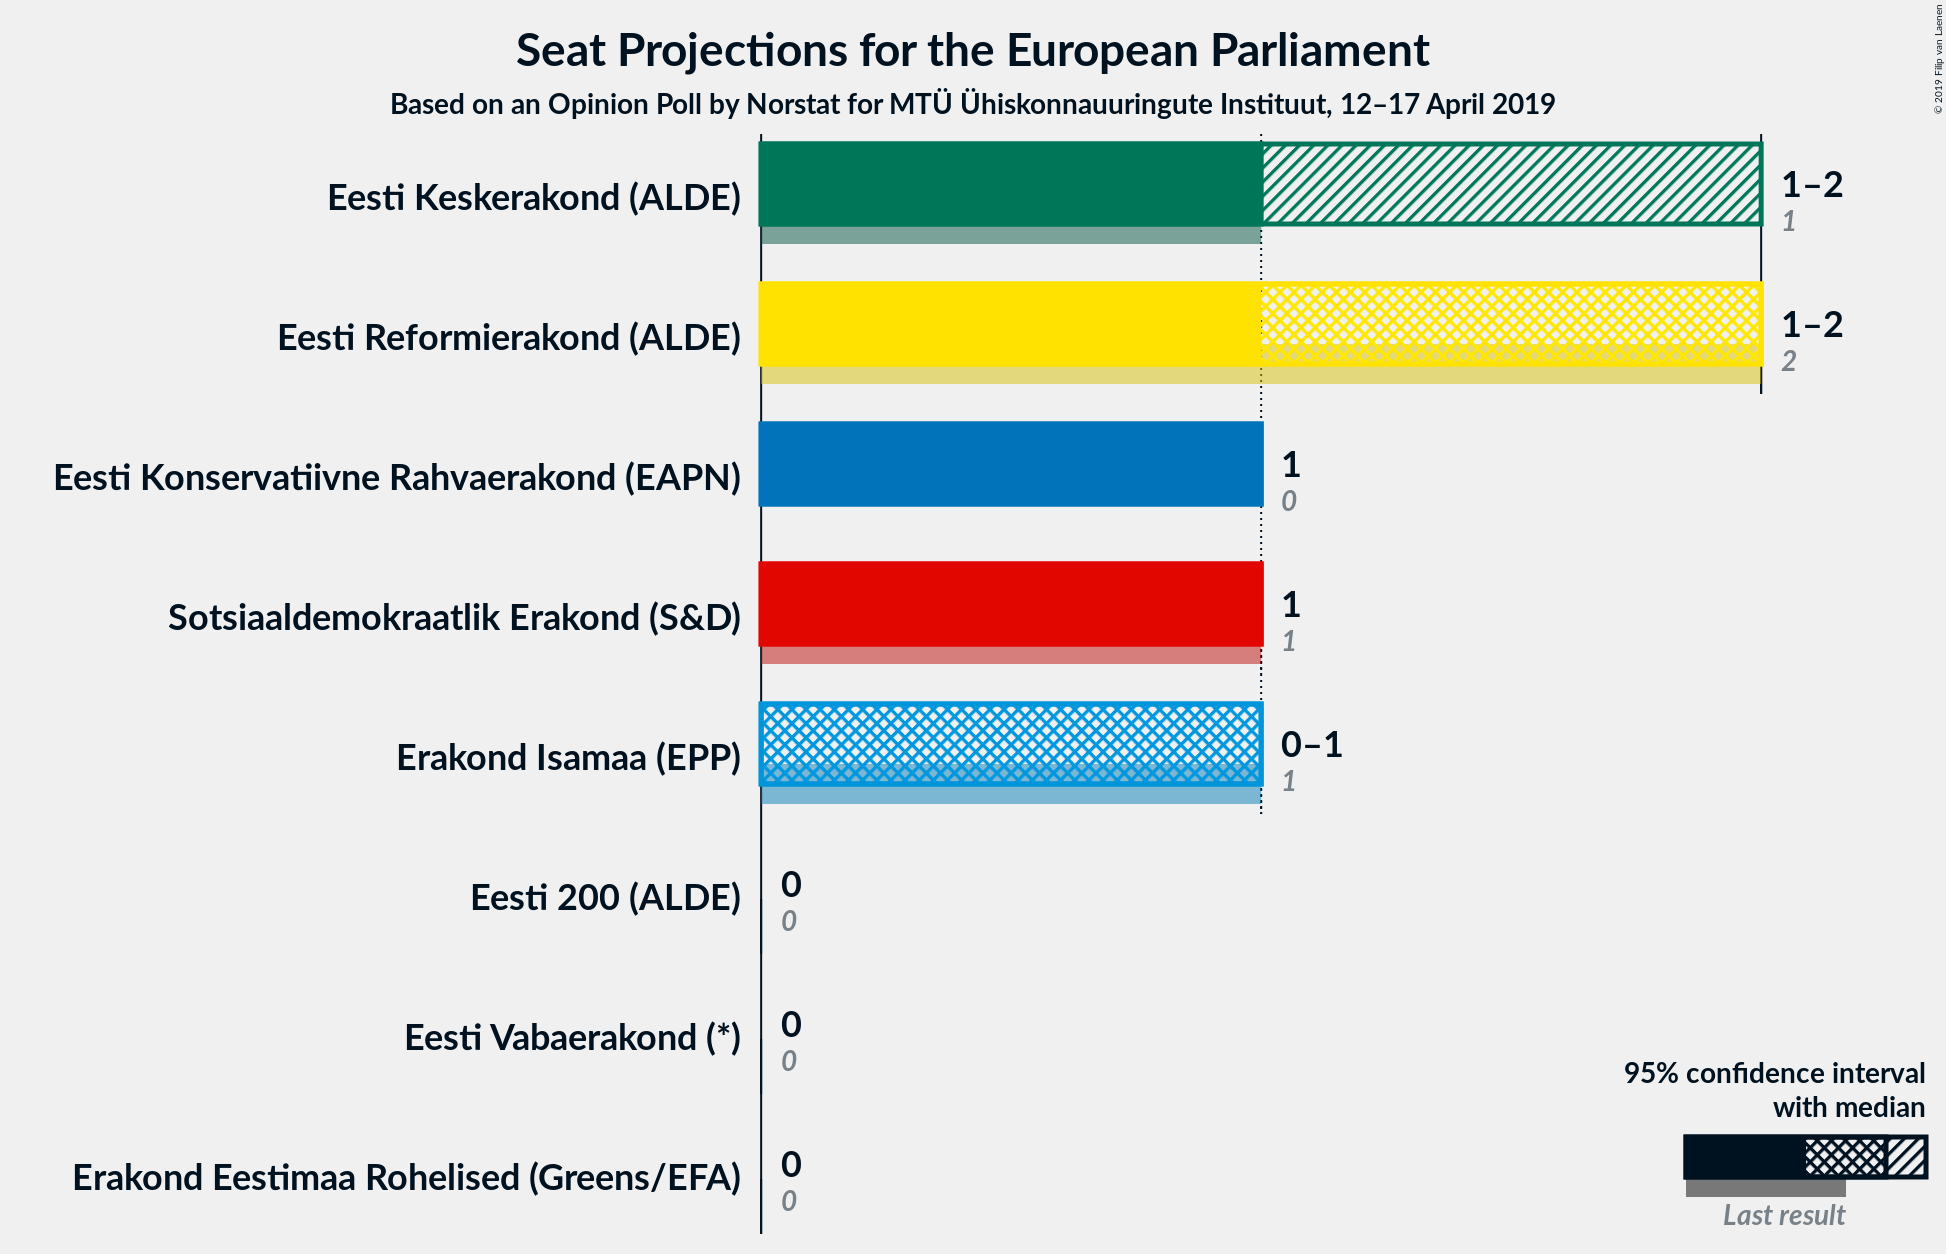 Seat Projections for the European Parliament
Based on an Opinion Poll by Norstat for MTÜ Ühiskonnauuringute Instituut, 12–17 April 2019
© 2019 Filip van Laenen
Eesti Keskerakond (ALDE)
1–2
1
Eesti Reformierakond (ALDE)
1–2
2
Eesti Konservatiivne Rahvaerakond (EAPN)
1
0
Sotsiaaldemokraatlik Erakond (S&D)
1
1
Erakond Isamaa (EPP)
0–1
1
Eesti 200 (ALDE)
0
0
Eesti Vabaerakond (*)
0
0
Erakond Eestimaa Rohelised (Greens/EFA)
0
0
95% confidence interval
with median
Last result